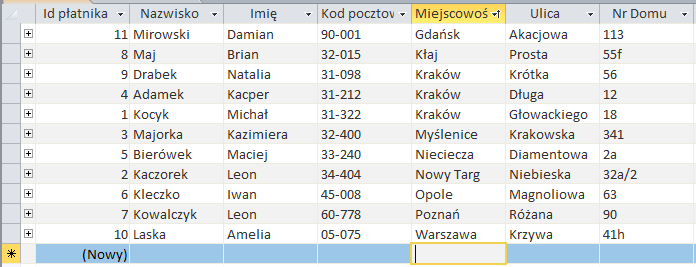 Id płatnika Nazwisko Imię Kod pocztow Miejscowoś Ulica Nr Domu
11 Mirowski Damian 90-001 Gdańsk Akacjowa 113
8 Maj Brian 32-015 Kłaj Prosta 55f
9 Drabek Natalia 31-098 Kraków Krótka 56
4 Adamek Kacper 31-212 Kraków Długa 12
1 Kocyk Michał 31-322 Kraków Głowackiego 18
3 Majorka Kazimiera 32-400 Myślenice Krakowska 341
5 Bierówek Maciej 33-240 Nieciecza Diamentowa 2a
2 Kaczorek Leon 34-404 Nowy Targ Niebieska 32a/2
6 Kleczko Iwan 45-008 Opole Magnoliowa 63
7 Kowalczyk Leon 60-778 Poznań Różana 90
10 Laska Amelia 05-075 Warszawa Krzywa 41h
(Nowy)